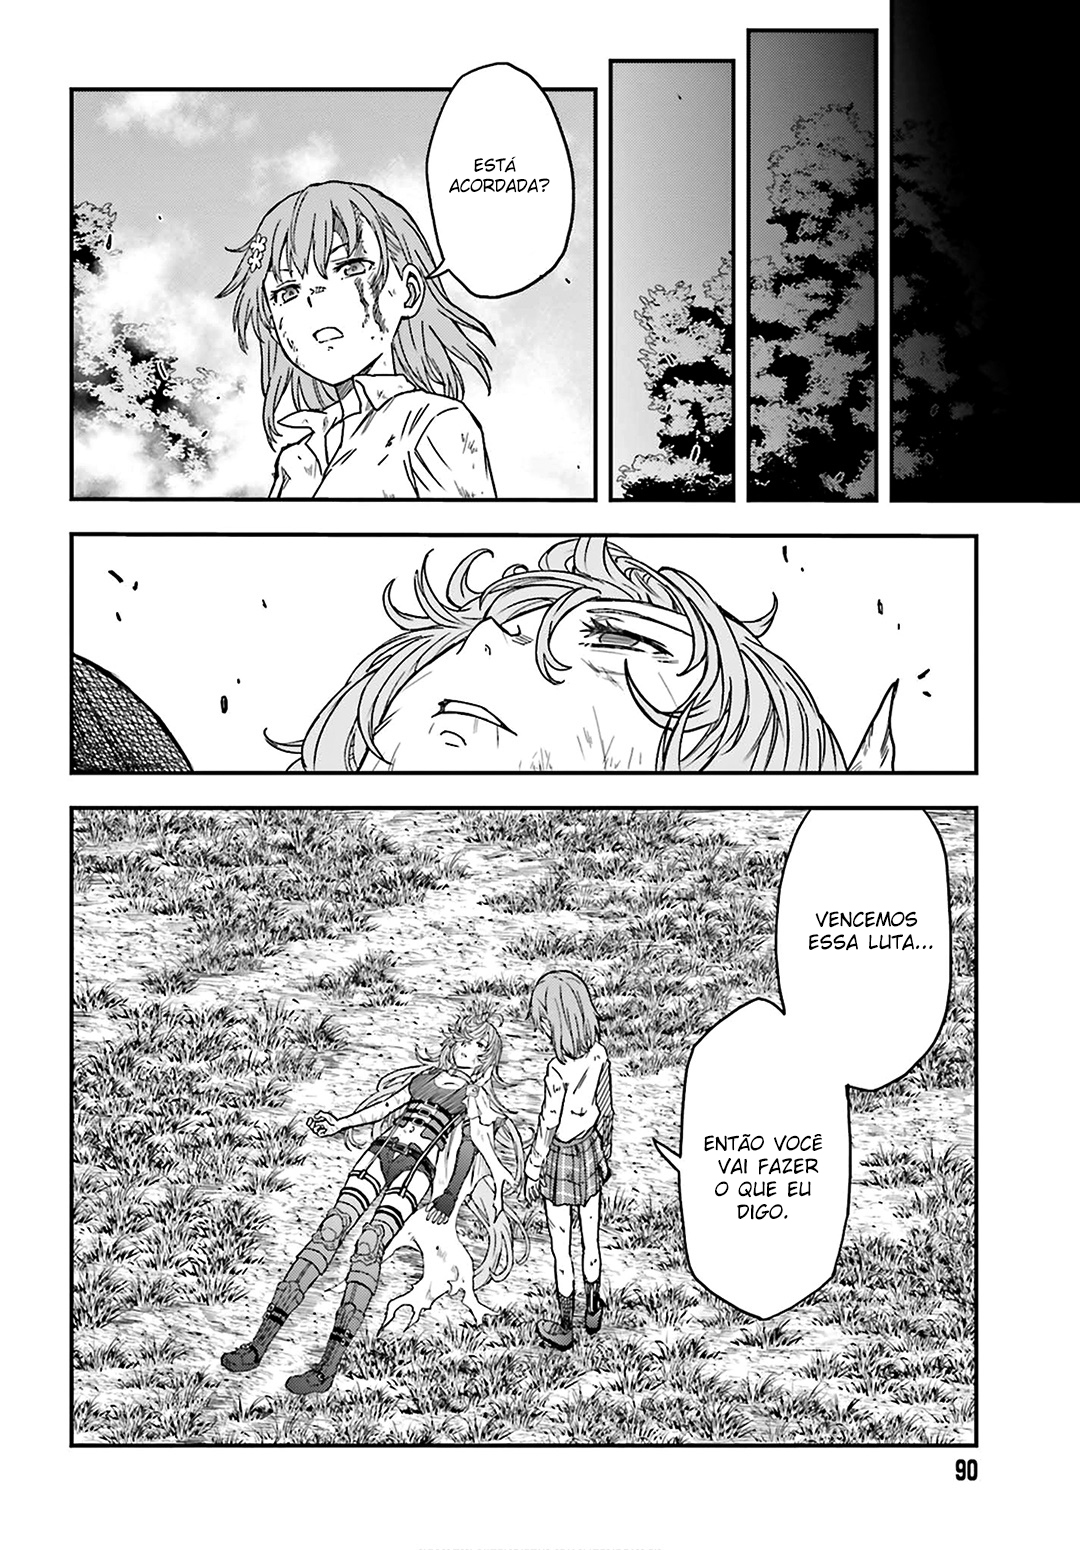 ESTÁ
ACORDADA?
VENCEMOS
ESSA LUTA...
ENTÃO VOCÊ
VAI FAZER
O QUE EU
DIGO.
90